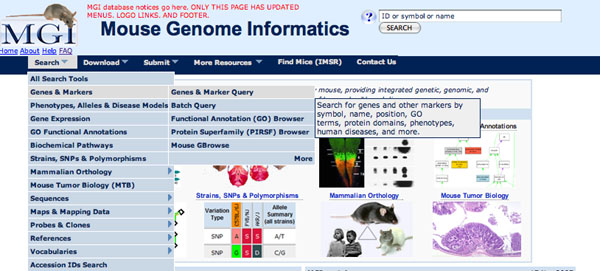 MGI database notices go here. ONLY THIS PAGE HAS UPDATED
MENUS. LOGO LINKS. AND FOOTER.
MGI
Mouse Genome Informatics
Home About Help FAQ
?
ID or symbol or name
SEARCH
Search Download Submit More Resources Find Mice (IMSR) Contact Us
All Search Tools
Genes & Markers
Phenotypes, Alleles & Disease Models
Gene Expression
GO Functional Annotations
Biochemical Pathways
Strains, SNPs & Polymorphisms
Mammalian Orthology
Mouse Tumor Biology (MTB)
Sequences
Maps & Mapping Data
Probes & Clones
References
Vocabularies
Accession IDs Search
Genes & Marker Query
Batch Query
Functional Annotation (GO) Browser
Protein Superfamily (PIRSF) Browser
Mouse GBrowse
More
mouse, providing integrated genetic, genomic, and
Search for genes and other markers by
symbol, name, position, GO
terms, protein domains, phenotypes,
human diseases, and more.
Annotations
Strains, SNPs & Polymorphisms
Mammalian Orthology
Mouse Tumor Biology
Variation
Type
Allele
Summary
(all strains)
SNP A S S A/T
SNP G S D C/G